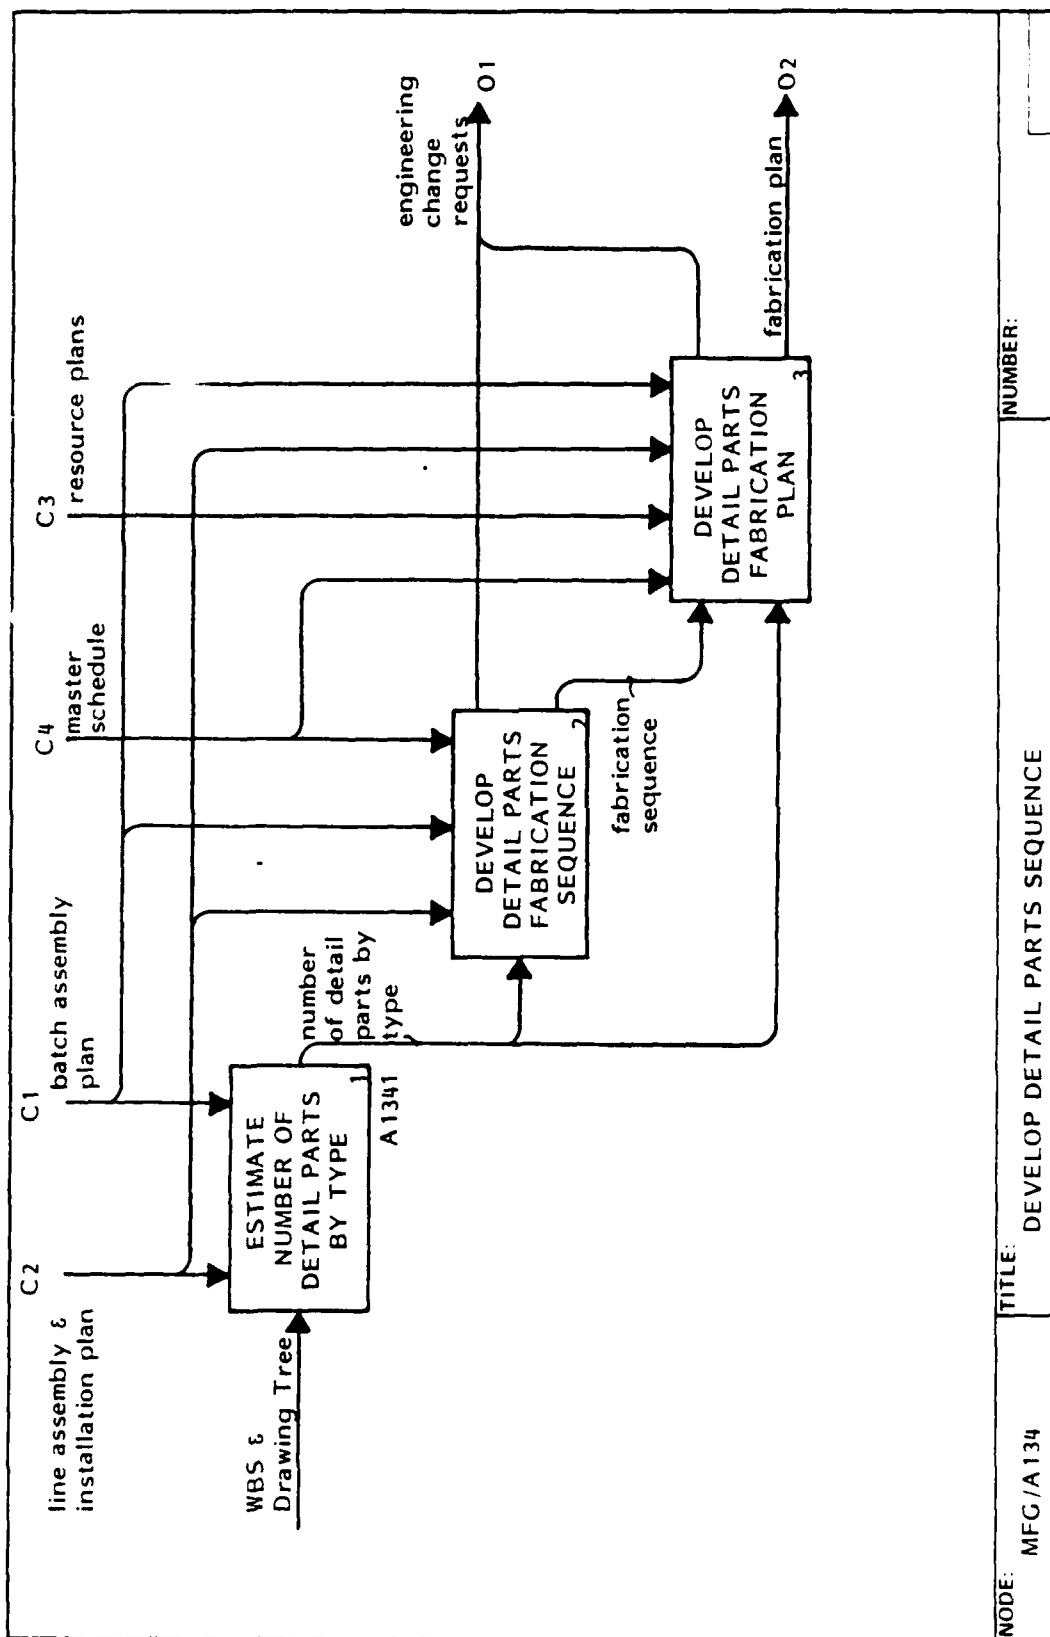 C2
line assembly &
installation plan
C1
batch assembly
plan
C4
master
schedule
C3
resource plans
WBS &
Drawing Tree
ESTIMATE
NUMBER OF
DETAIL PARTS
BY TYPE
1
A1341
number
of detail
parts by
type
DEVELOP
DETAIL PARTS
FABRICATION
SEQUENCE
2
fabrication
sequence
DEVELOP
DETAIL PARTS
FABRICATION
PLAN
3
engineering
change
requests
O1
fabrication plan
O2
NODE:
MFG/A134
TITLE:
DEVELOP DETAIL PARTS SEQUENCE
NUMBER: